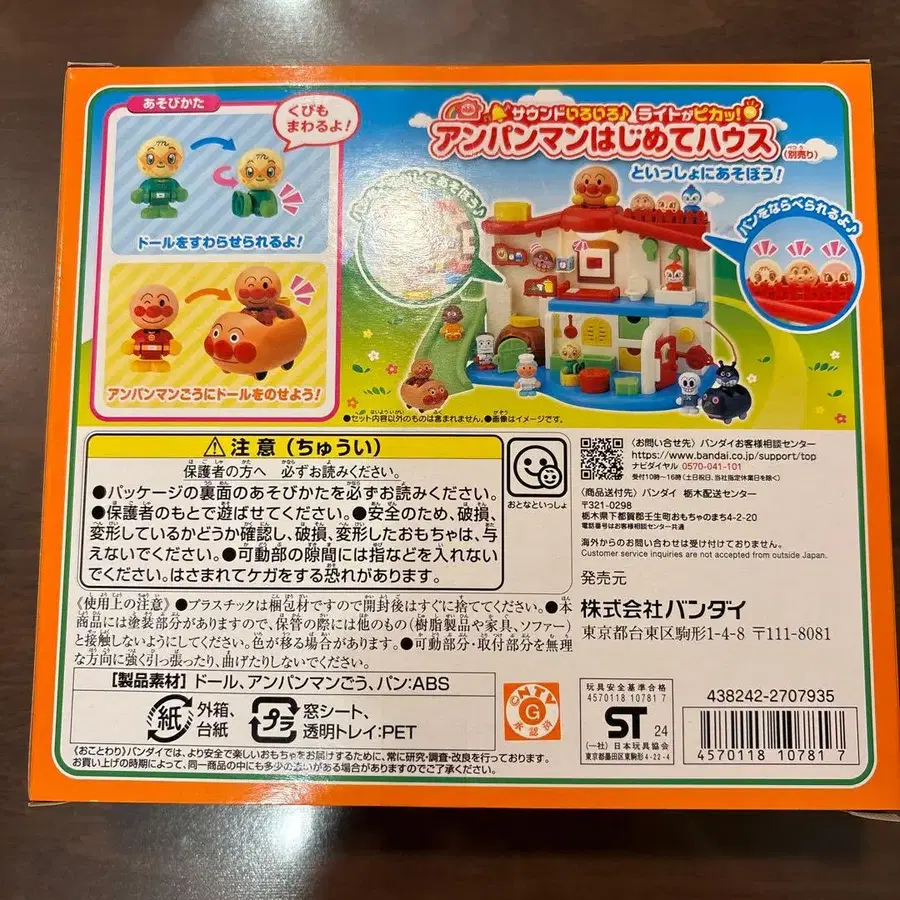 あそびかた
くびも
まわるよ!
ドールをすわらせられるよ!
アンパンマンごうにドールをのせよう!
サウンドいろいろ♪ ライトがピカッ!
アンパンマンはじめてハウス
(別売り)
といっしょにあそぼう!
してあそぼう♪
パンをならべられるよ♪
●セット内容以外のものは含まれません。●画像はイメージです。
注意(ちゅうい)
保護者の方へ 必ずお読みください。
●パッケージの裏面のあそびかたを必ずお読みください。
●保護者のもとで遊ばせてください。●安全のため、破損、
変形しているかどうか確認し、破損、変形したおもちゃは、与
えないでください。●可動部の隙間には指などを入れない
でください。はさまれてケガをする恐れがあります。
おとなといっしょ
《使用上の注意》●プラスチックは梱包材ですので開封後はすぐに捨ててください。●本
商品には塗装部分がありますので、保管の際には他のもの(樹脂製品や家具、ソファー)
と接触しないようにしてください。色が移る場合があります。●可動部分・取付部分を無理
な方向に強く引っ張ったり、曲げたりしないでください。
【製品素材】ドール、アンパンマンごう、パン:ABS
紙
外箱、
台紙
プラ
窓シート、
透明トレイ:PET
(おことわり)バンダイでは、より安全で楽しいおもちゃをお届けするために、常に研究・調査・改良を行っております。
お買い上げの時期によって、同一商品の中にも多少の違いがある場合がありますのでご了承ください。
〈お問い合せ先〉バンダイお客様相談センター
https://www.bandai.co.jp/support/top
ナビダイヤル 0570-041-101
受付10時~16時(土日祝日、当社指定休業日を除く)
〈商品送付先〉バンダイ 栃木配送センター
〒321-0298
栃木県下都賀郡壬生町おもちゃのまち4-2-20
電話番号はお客様相談センター共通
海外からのお問い合わせは受け付けておりません。
Customer service inquiries are not accepted from outside Japan.
発売元
株式会社バンダイ
東京都台東区駒形1-4-8 〒111-8081
CNTV
G
承認済
玩具安全基準合格
4570118 107817
ST 24
(一社)日本玩具協会
東京都墨田区東駒形4-22-4
438242-2707935
4570118 107817